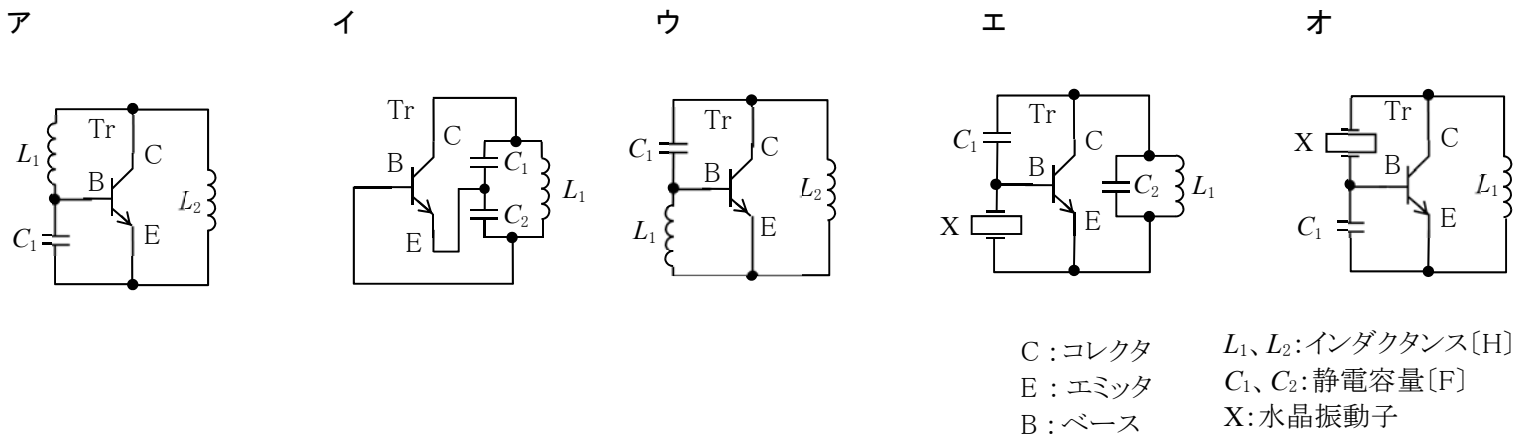 ア イ ウ エ オ
Tr
L₁
C
B
L₂
C₁
E
Tr
C
B
C₁
L₁
C₂
E
Tr
C₁
C
B
L₂
L₁
E
Tr
C₁
C
B
C₂
L₁
X
E
Tr
X
C
B
L₁
C₁
E
C：コレクタ
E：エミッタ
B：ベース
L₁、L₂：インダクタンス〔H〕
C₁、C₂：静電容量〔F〕
X：水晶振動子